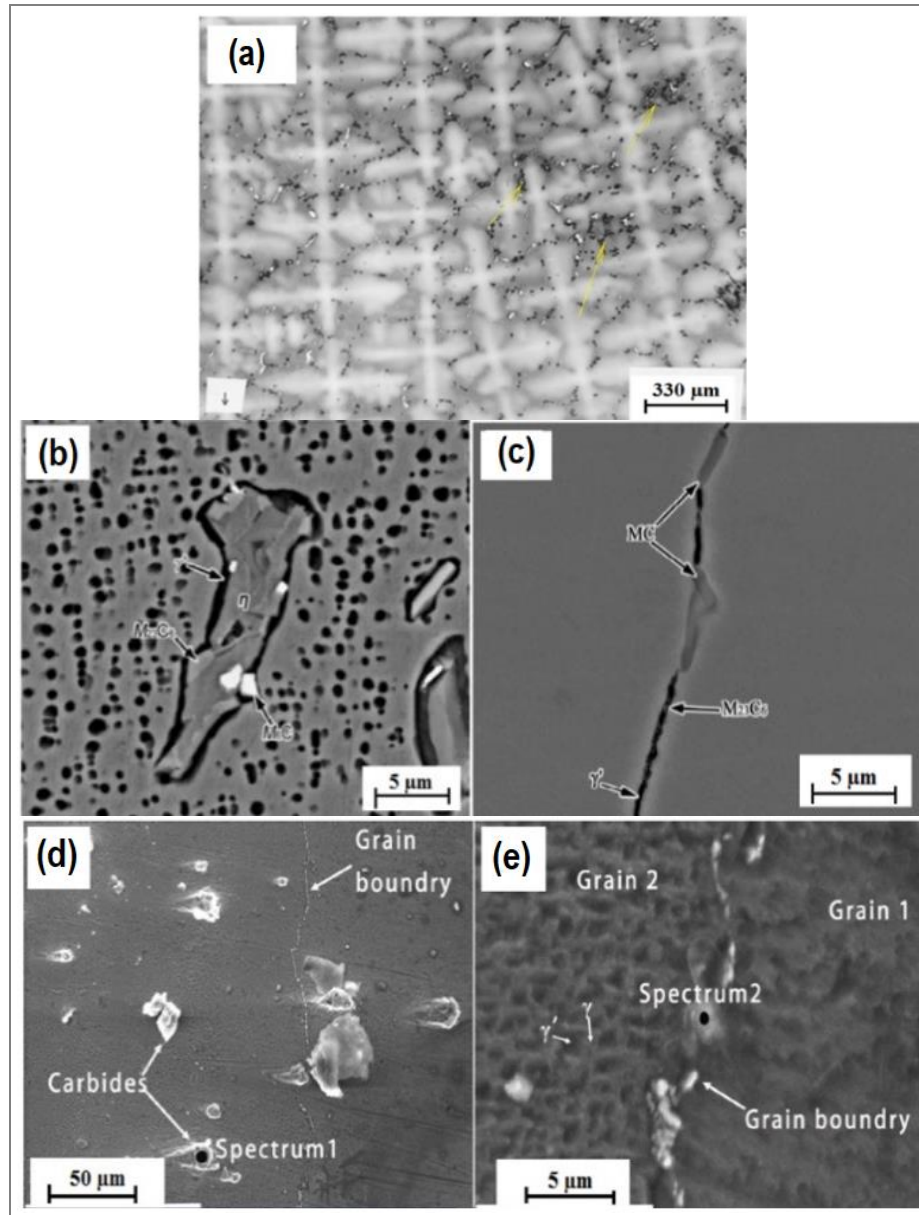 (a)
330 µm
(b)
η
5 µm
(c)
MC
M₂₃C₆
γ'
5 µm
(d)
Grain
boundry
Carbides
Spectrum1
50 µm
(e)
Grain 2
Grain 1
Spectrum2
γ' γ
Grain boundry
5 µm